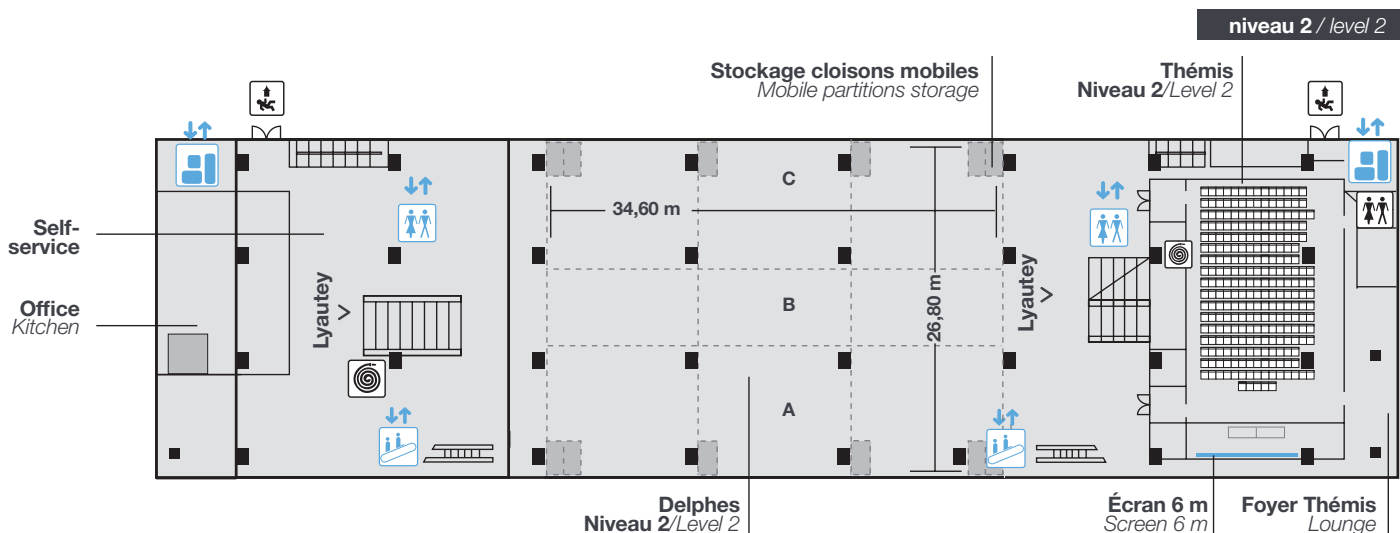 niveau 2 / level 2
Stockage cloisons mobiles
Mobile partitions storage
Thémis
Niveau 2/Level 2
C
34,60 m
Self-
service
Lyautey
Lyautey
26,80 m
Office
Kitchen
B
A
Delphes
Niveau 2/Level 2
Écran 6 m
Screen 6 m
Foyer Thémis
Lounge